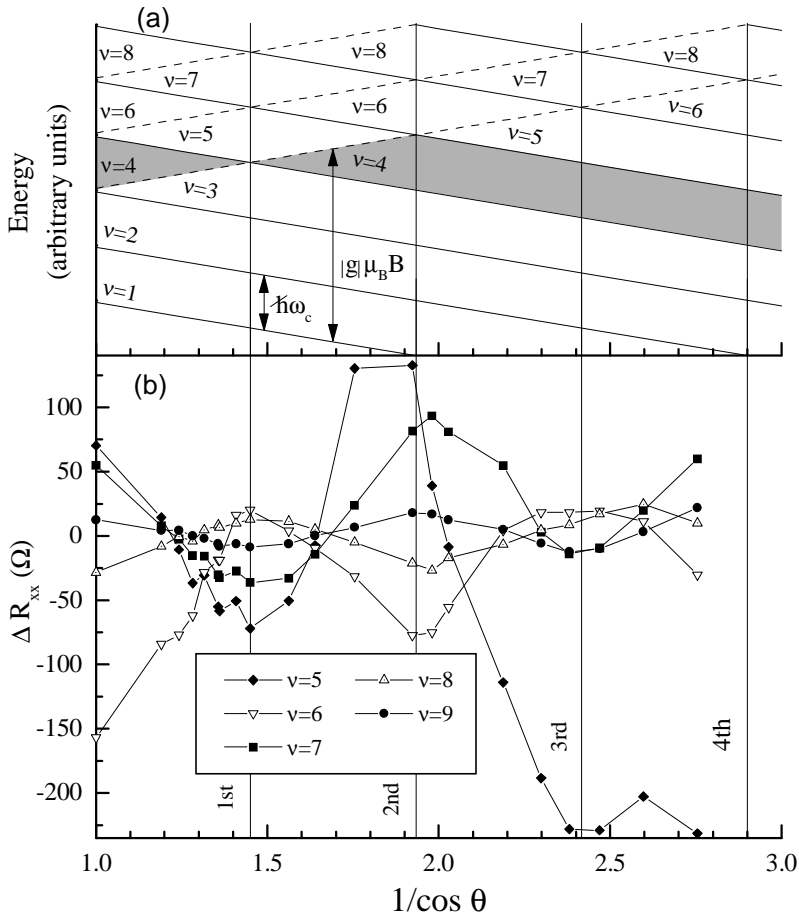 (a)
Energy
(arbitrary units)
ν=8
ν=8
ν=8
ν=7
ν=7
ν=6
ν=6
ν=6
ν=5
ν=5
ν=4
ν=4
ν=3
ν=2
ν=1
|g|μ_B B
ħω_c
(b)
Δ R_xx (Ω)
100
50
0
-50
-100
-150
-200
ν=5
ν=8
ν=6
ν=9
ν=7
1st
2nd
3rd
4th
1.0
1.5
2.0
2.5
3.0
1/cos θ